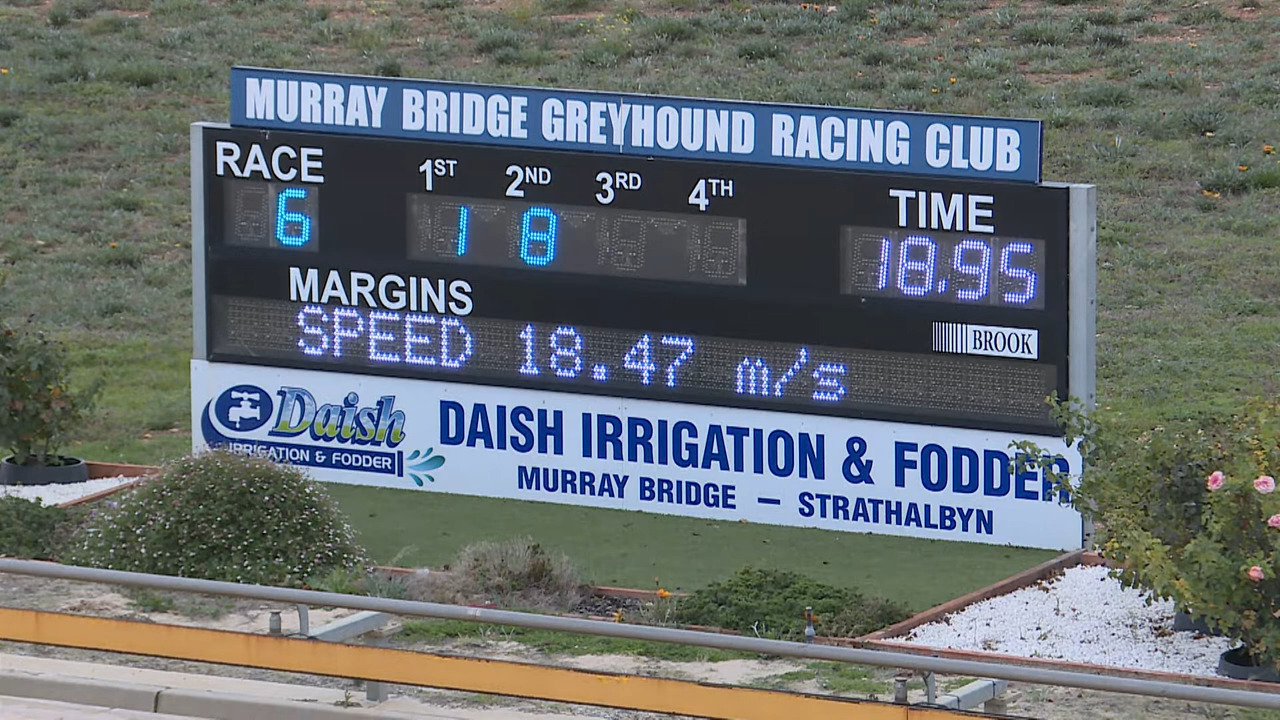 MURRAY BRIDGE GREYHOUND RACING CLUB
RACE 1ST 2ND 3RD 4TH TIME
6 1 8 18.95
MARGINS
SPEED 18.47 m/s
BROOK
Daish
IRRIGATION & FODDER
DAISH IRRIGATION & FODDER
MURRAY BRIDGE – STRATHALBYN